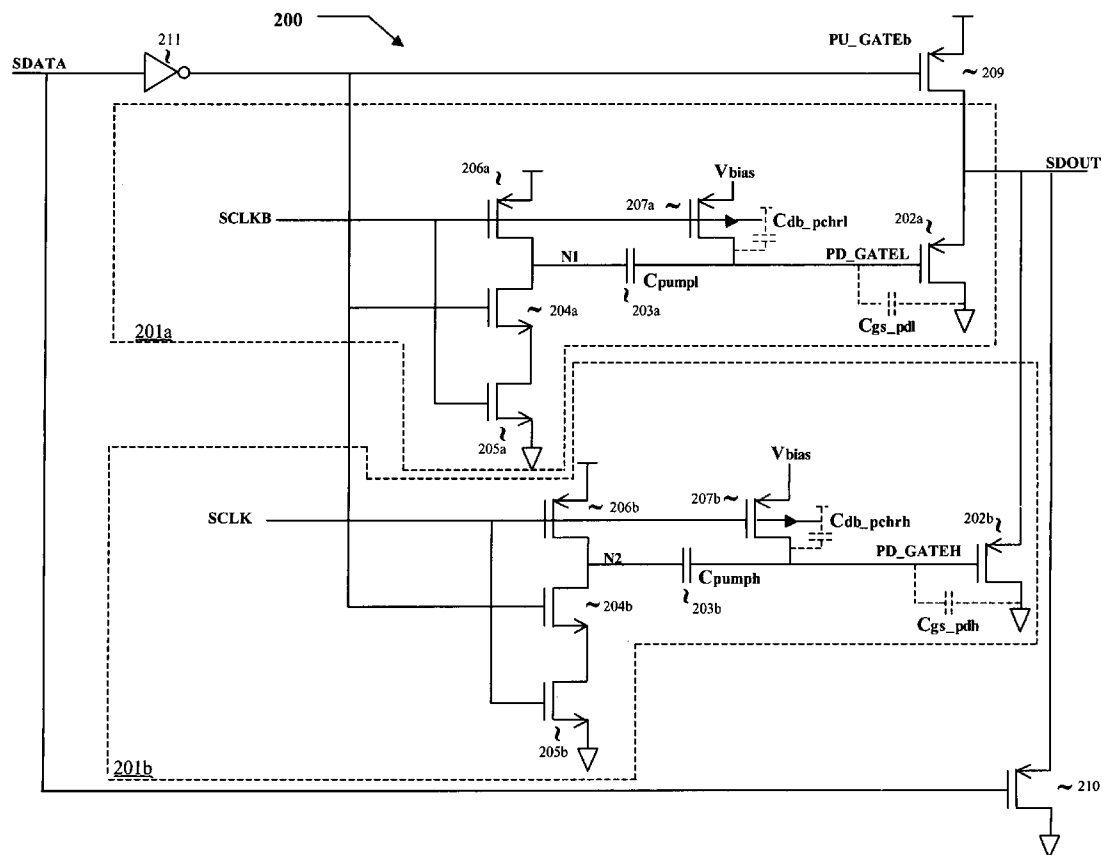 200
211
SDATA
PU_GATEb
209
SDOUT
206a
Vbias
207a
SCLKB
Cdb_pchrl
202a
N1
PD_GATEL
Cpumpl
204a
203a
Cgs_pdl
201a
205a
Vbias
206b
207b
SCLK
Cdb_pchrh
202b
N2
PD_GATEH
Cpumph
204b
203b
Cgs_pdh
205b
201b
210